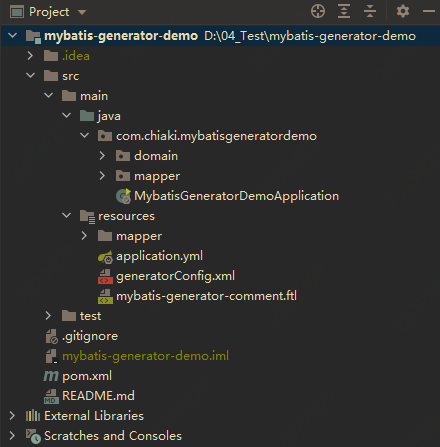 Project
mybatis-generator-demo D:\04_Test\mybatis-generator-demo
.idea
src
main
java
com.chiaki.mybatisgeneratordemo
domain
mapper
MybatisGeneratorDemoApplication
resources
mapper
application.yml
generatorConfig.xml
mybatis-generator-comment.ftl
test
.gitignore
mybatis-generator-demo.iml
pom.xml
README.md
External Libraries
Scratches and Consoles